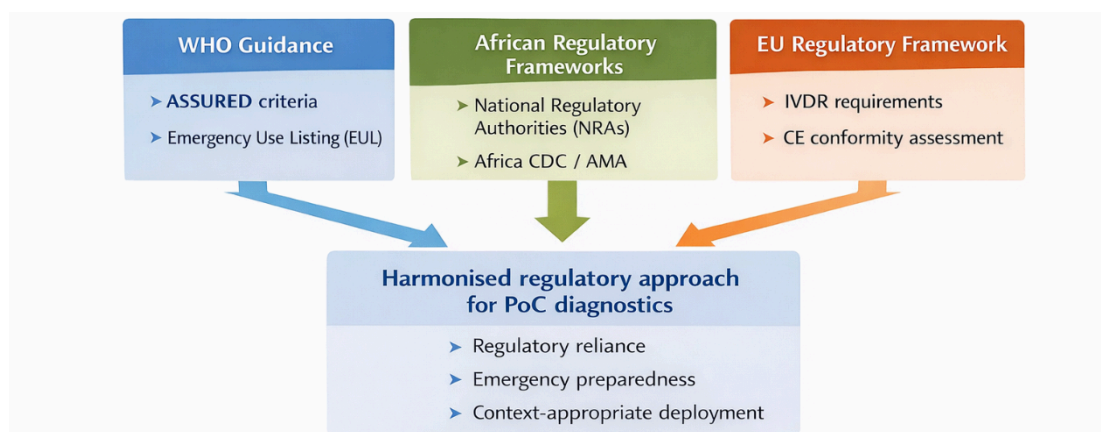 WHO Guidance
➤ ASSURED criteria
➤ Emergency Use Listing (EUL)
African Regulatory
Frameworks
➤ National Regulatory
Authorities (NRAs)
➤ Africa CDC / AMA
EU Regulatory Framework
➤ IVDR requirements
➤ CE conformity assessment
Harmonised regulatory approach
for PoC diagnostics
➤ Regulatory reliance
➤ Emergency preparedness
➤ Context-appropriate deployment